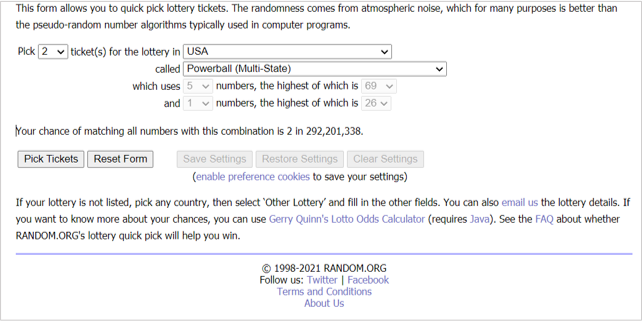 This form allows you to quick pick lottery tickets. The randomness comes from atmospheric noise, which for many purposes is better than
the pseudo-random number algorithms typically used in computer programs.
Pick 2 ticket(s) for the lottery in USA
called Powerball (Multi-State)
which uses 5 numbers, the highest of which is 69
and 1 numbers, the highest of which is 26
Your chance of matching all numbers with this combination is 2 in 292,201,338.
Pick Tickets Reset Form Save Settings Restore Settings Clear Settings
(enable preference cookies to save your settings)
If your lottery is not listed, pick any country, then select ‘Other Lottery’ and fill in the other fields. You can also email us the lottery details. If
you want to know more about your chances, you can use Gerry Quinn's Lotto Odds Calculator (requires Java). See the FAQ about whether
RANDOM.ORG's lottery quick pick will help you win.
© 1998-2021 RANDOM.ORG
Follow us: Twitter | Facebook
Terms and Conditions
About Us